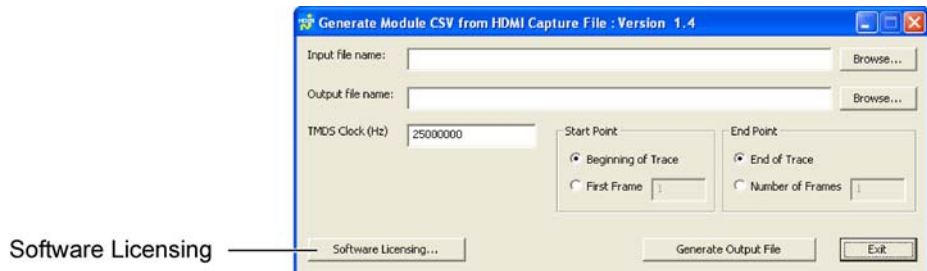 Generate Module CSV from HDMI Capture File : Version 1.4
Input file name:
Browse...
Output file name:
Browse...
TMDS Clock (Hz)
25000000
Start Point
Beginning of Trace
First Frame
1
End Point
End of Trace
Number of Frames
1
Software Licensing
Software Licensing...
Generate Output File
Exit